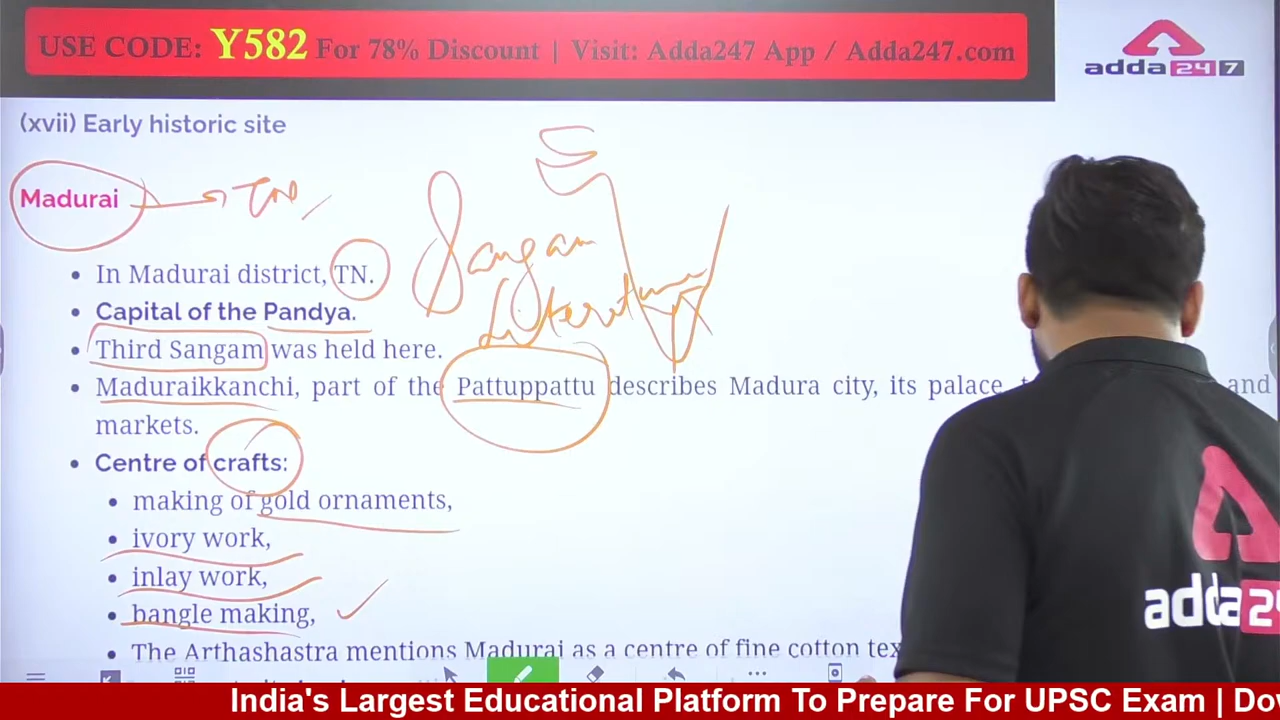 USE CODE: Y582 For 78% Discount | Visit: Adda247 App / Adda247.com
adda 247
(xvii) Early historic site
Madurai → TN
• In Madurai district, TN.
Sangam
Literature
• Capital of the Pandya.
• Third Sangam was held here.
• Maduraikkanchi, part of the Pattuppattu describes Madura city, its palace, and
markets.
• Centre of crafts:
• making of gold ornaments,
• ivory work,
• inlay work,
• bangle making,
• The Arthashastra mentions Madurai as a centre of fine cotton
adda24
India's Largest Educational Platform To Prepare For UPSC Exam |